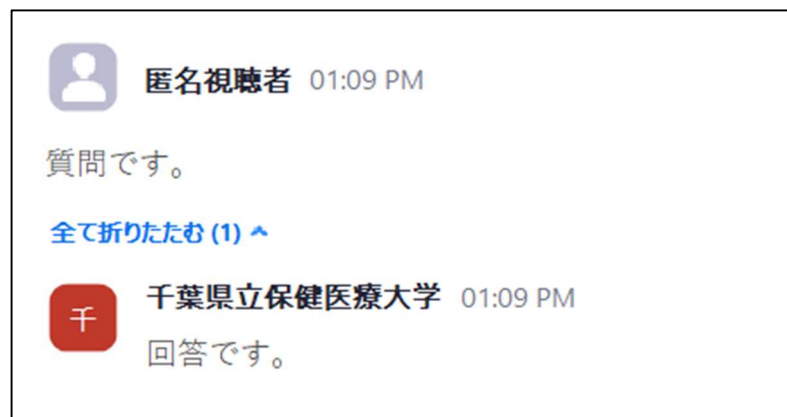 匿名視聴者 01:09 PM
質問です。
全て折りたたむ (1)
千葉県立保健医療大学 01:09 PM
千
回答です。